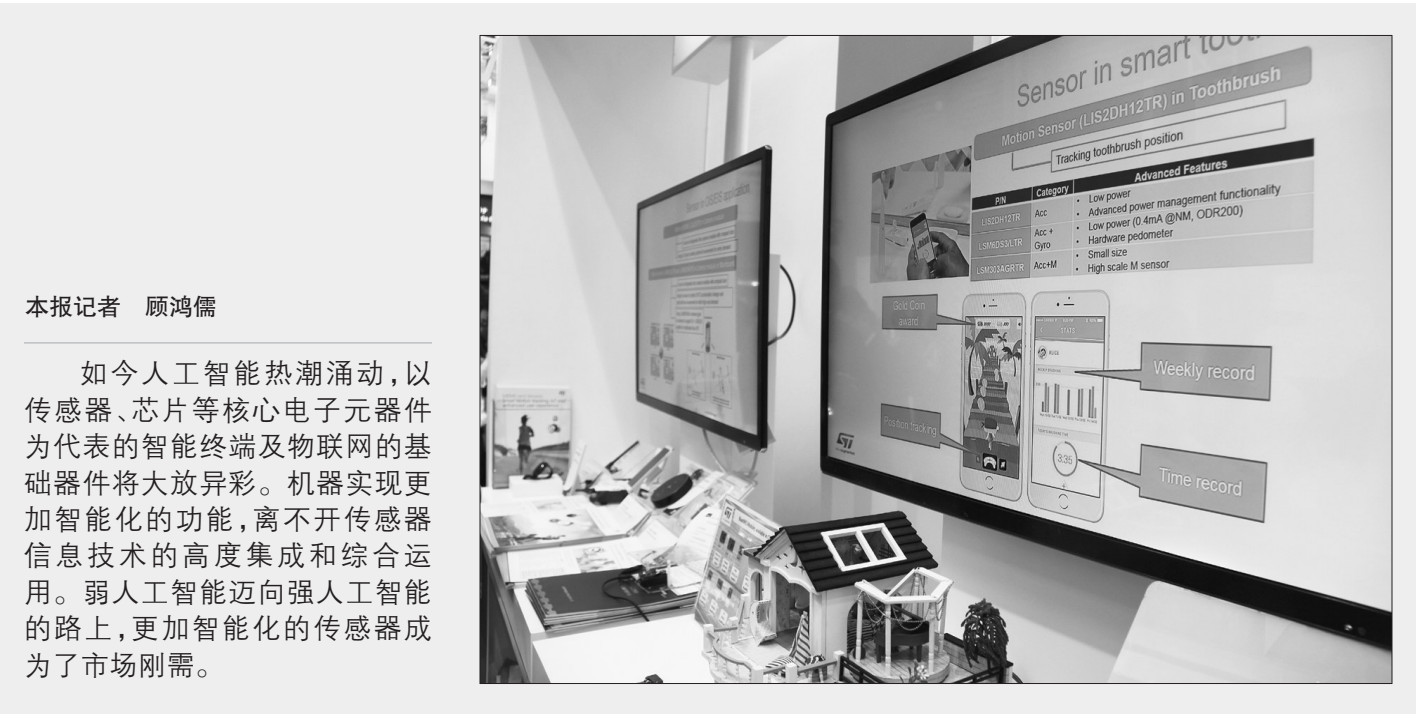 本报记者 顾鸿儒
如今人工智能热潮涌动,以
传感器、芯片等核心电子元器件
为代表的智能终端及物联网的基
础器件将大放异彩。机器实现更
加智能化的功能,离不开传感器
信息技术的高度集成和综合运
用。弱人工智能迈向强人工智能
的路上,更加智能化的传感器成
为了市场刚需。
Sensor in smart
Motion Sensor (LIS2DH12TR) in Toothbrush
Tracking toothbrush position
P/N Category Advanced Features
LIS2DH12TR Acc • Low power
• Advanced power management functionality
LSM6DS3/LTR Acc + Gyro • Low power (0.4mA @NM, ODR200)
• Hardware pedometer
LSM303AGRTR Acc+M • Small size
• High scale M sensor
Gold Coin
award
Position tracking
STATS
3:35
Weekly record
Time record
ST